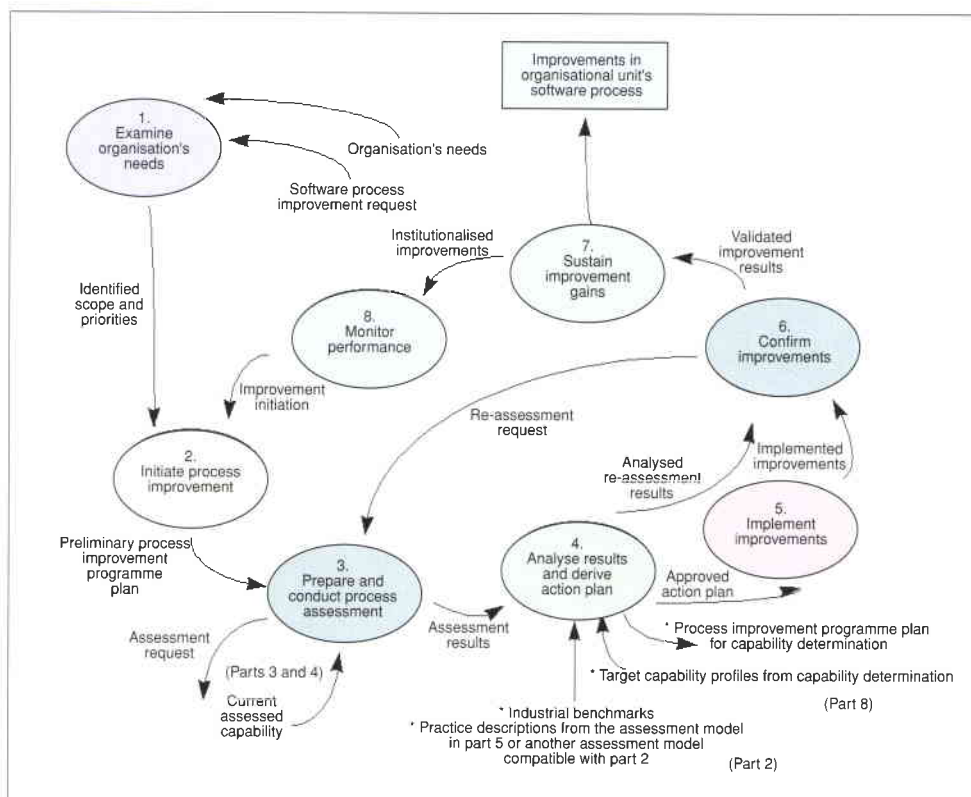 Improvements in
organisational unit's
software process
1.
Examine
organisation's
needs
Organisation's needs
Software process
improvement request
Institutionalised
improvements
7.
Sustain
improvement
gains
Validated
improvement
results
Identified
scope and
priorities
8.
Monitor
performance
6.
Confirm
improvements
Improvement
initiation
Re-assessment
request
2.
Initiate process
improvement
Analysed
re-assessment
results
Implemented
improvements
5.
Implement
improvements
Preliminary process
improvement
programme
plan
3.
Prepare and
conduct process
assessment
4.
Analyse results
and derive
action plan
Approved
action plan
Assessment
request
Assessment
results
* Process improvement programme plan
for capability determination
(Parts 3 and 4)
* Target capability profiles from capability determination
Current
assessed
capability
(Part 8)
* Industrial benchmarks
* Practice descriptions from the assessment model
in part 5 or another assessment model
compatible with part 2
(Part 2)